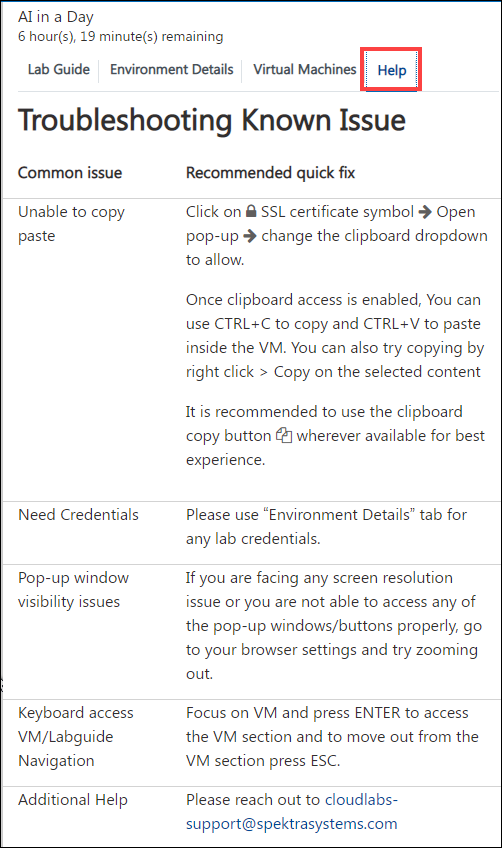 AI in a Day
6 hour(s), 19 minute(s) remaining
Lab Guide Environment Details Virtual Machines Help
Troubleshooting Known Issue
Common issue Recommended quick fix
Unable to copy
paste
Click on SSL certificate symbol → Open
pop-up → change the clipboard dropdown
to allow.
Once clipboard access is enabled, You can
use CTRL+C to copy and CTRL+V to paste
inside the VM. You can also try copying by
right click > Copy on the selected content
It is recommended to use the clipboard
copy button wherever available for best
experience.
Need Credentials
Please use “Environment Details” tab for
any lab credentials.
Pop-up window
visibility issues
If you are facing any screen resolution
issue or you are not able to access any of
the pop-up windows/buttons properly, go
to your browser settings and try zooming
out.
Keyboard access
VM/Labguide
Navigation
Focus on VM and press ENTER to access
the VM section and to move out from the
VM section press ESC.
Additional Help
Please reach out to cloudlabs-
support@spektrasystems.com